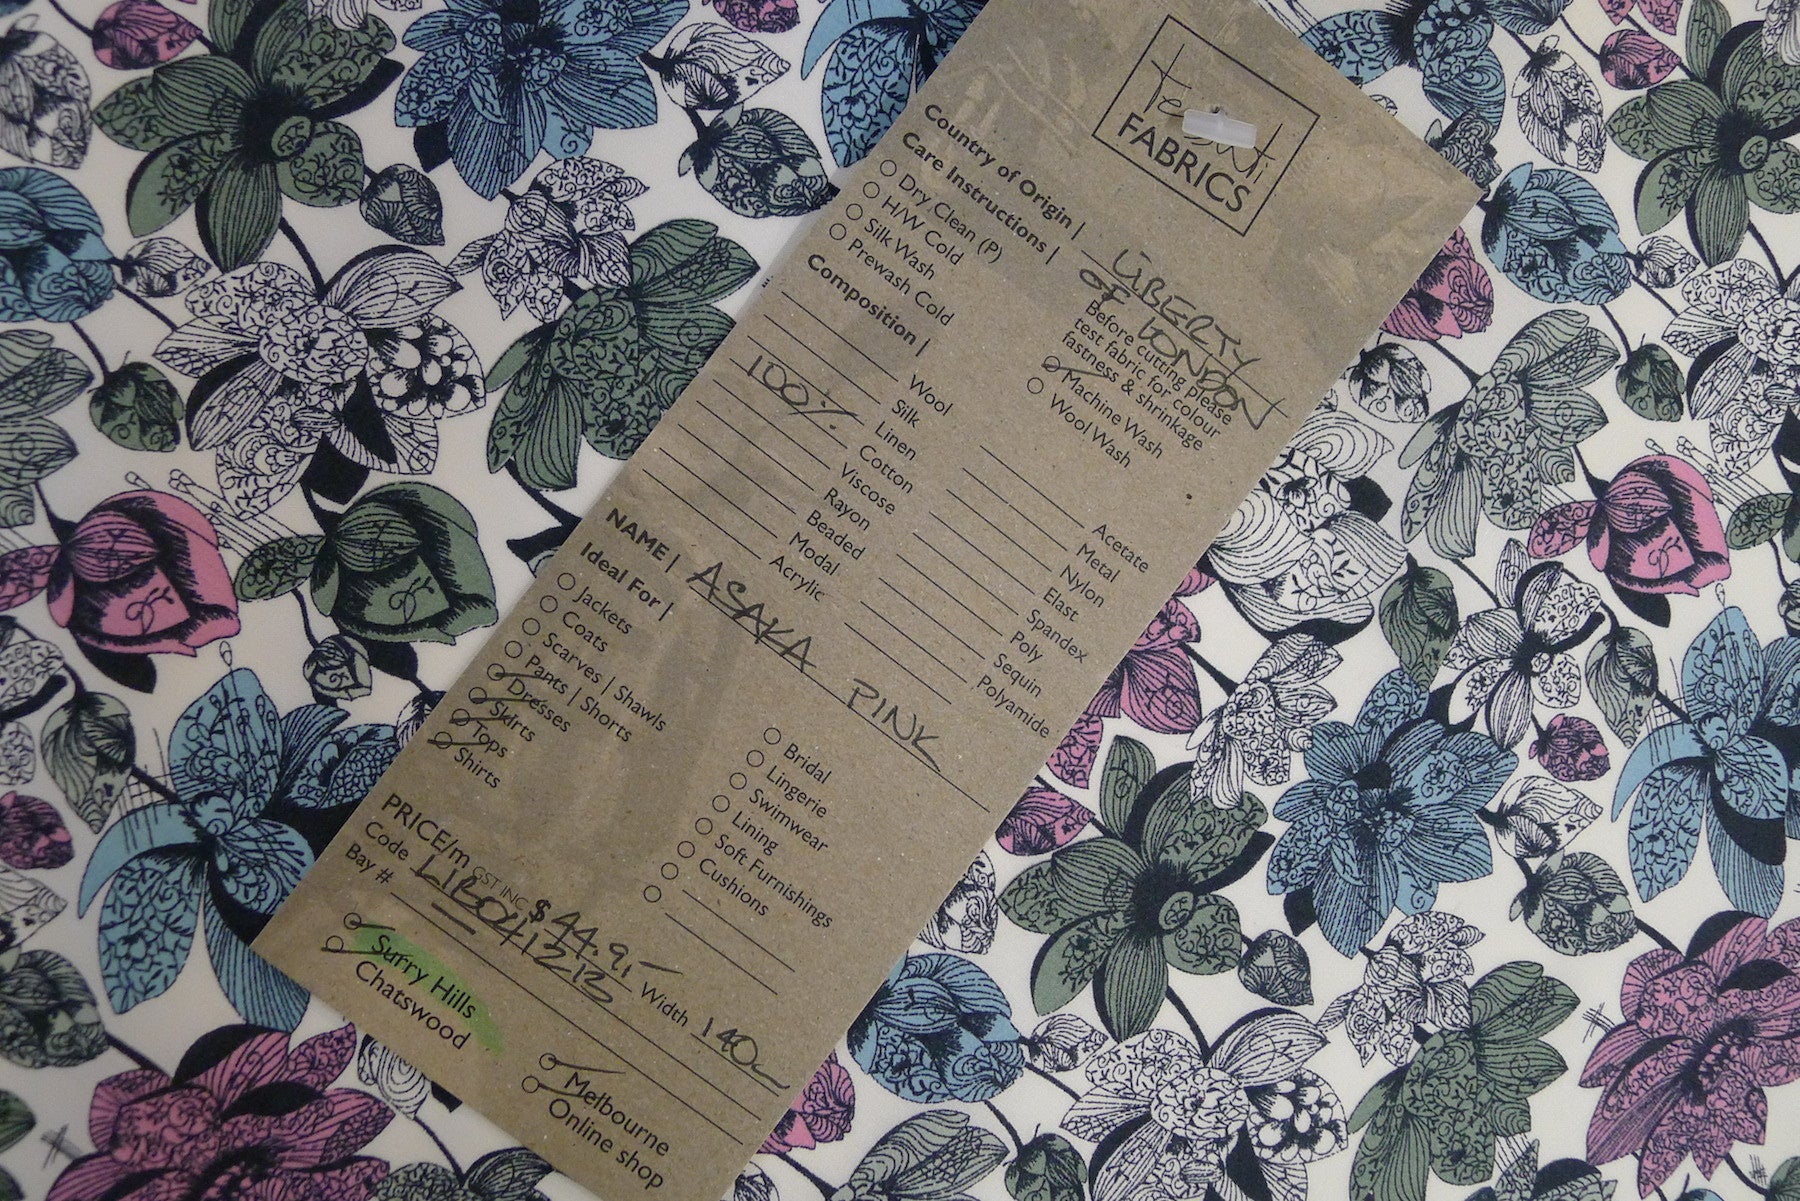 tessuti
FABRICS
Country of Origin | LIBERTY OF LONDON
Care Instructions |
Dry Clean (P)
H/W Cold
Silk Wash
Prewash Cold
Before cutting please
test fabric for colour
fastness & shrinkage
Machine Wash
Wool Wash
Composition |
Wool
Silk
Linen
100% Cotton
Viscose
Rayon
Beaded
Modal
Acrylic
Acetate
Metal
Nylon
Elast
Spandex
Poly
Sequin
Polyamide
NAME | ASAKA PINK
Ideal For |
Jackets
Coats
Scarves | Shawls
Pants | Shorts
Dresses
Skirts
Tops
Shirts
Bridal
Lingerie
Swimwear
Lining
Soft Furnishings
Cushions
PRICE/m GST INC $44.9,-
Code LIB0412B Width 140
Bay #
Surry Hills
Chatswood
Melbourne
Online shop